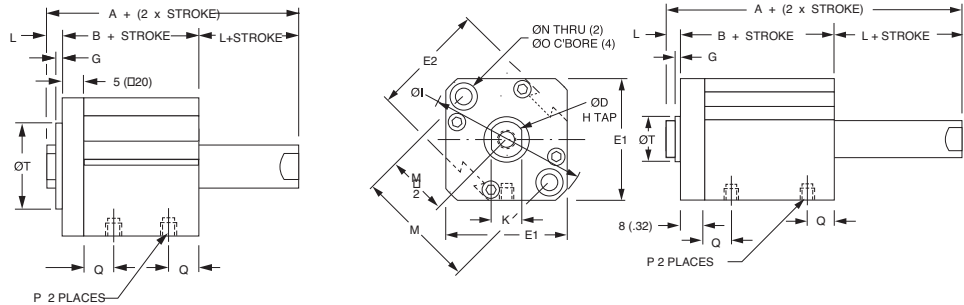 A + (2 x STROKE)
L
B + STROKE
L+STROKE
G
5 (□20)
ØT
Q
Q
P 2 PLACES
ØN THRU (2)
ØO C'BORE (4)
E2
ØI
ØD
H TAP
E1
M
2
M
K
E1
A + (2 x STROKE)
L
B + STROKE
L + STROKE
G
ØT
8 (.32)
Q
Q
P 2 PLACES